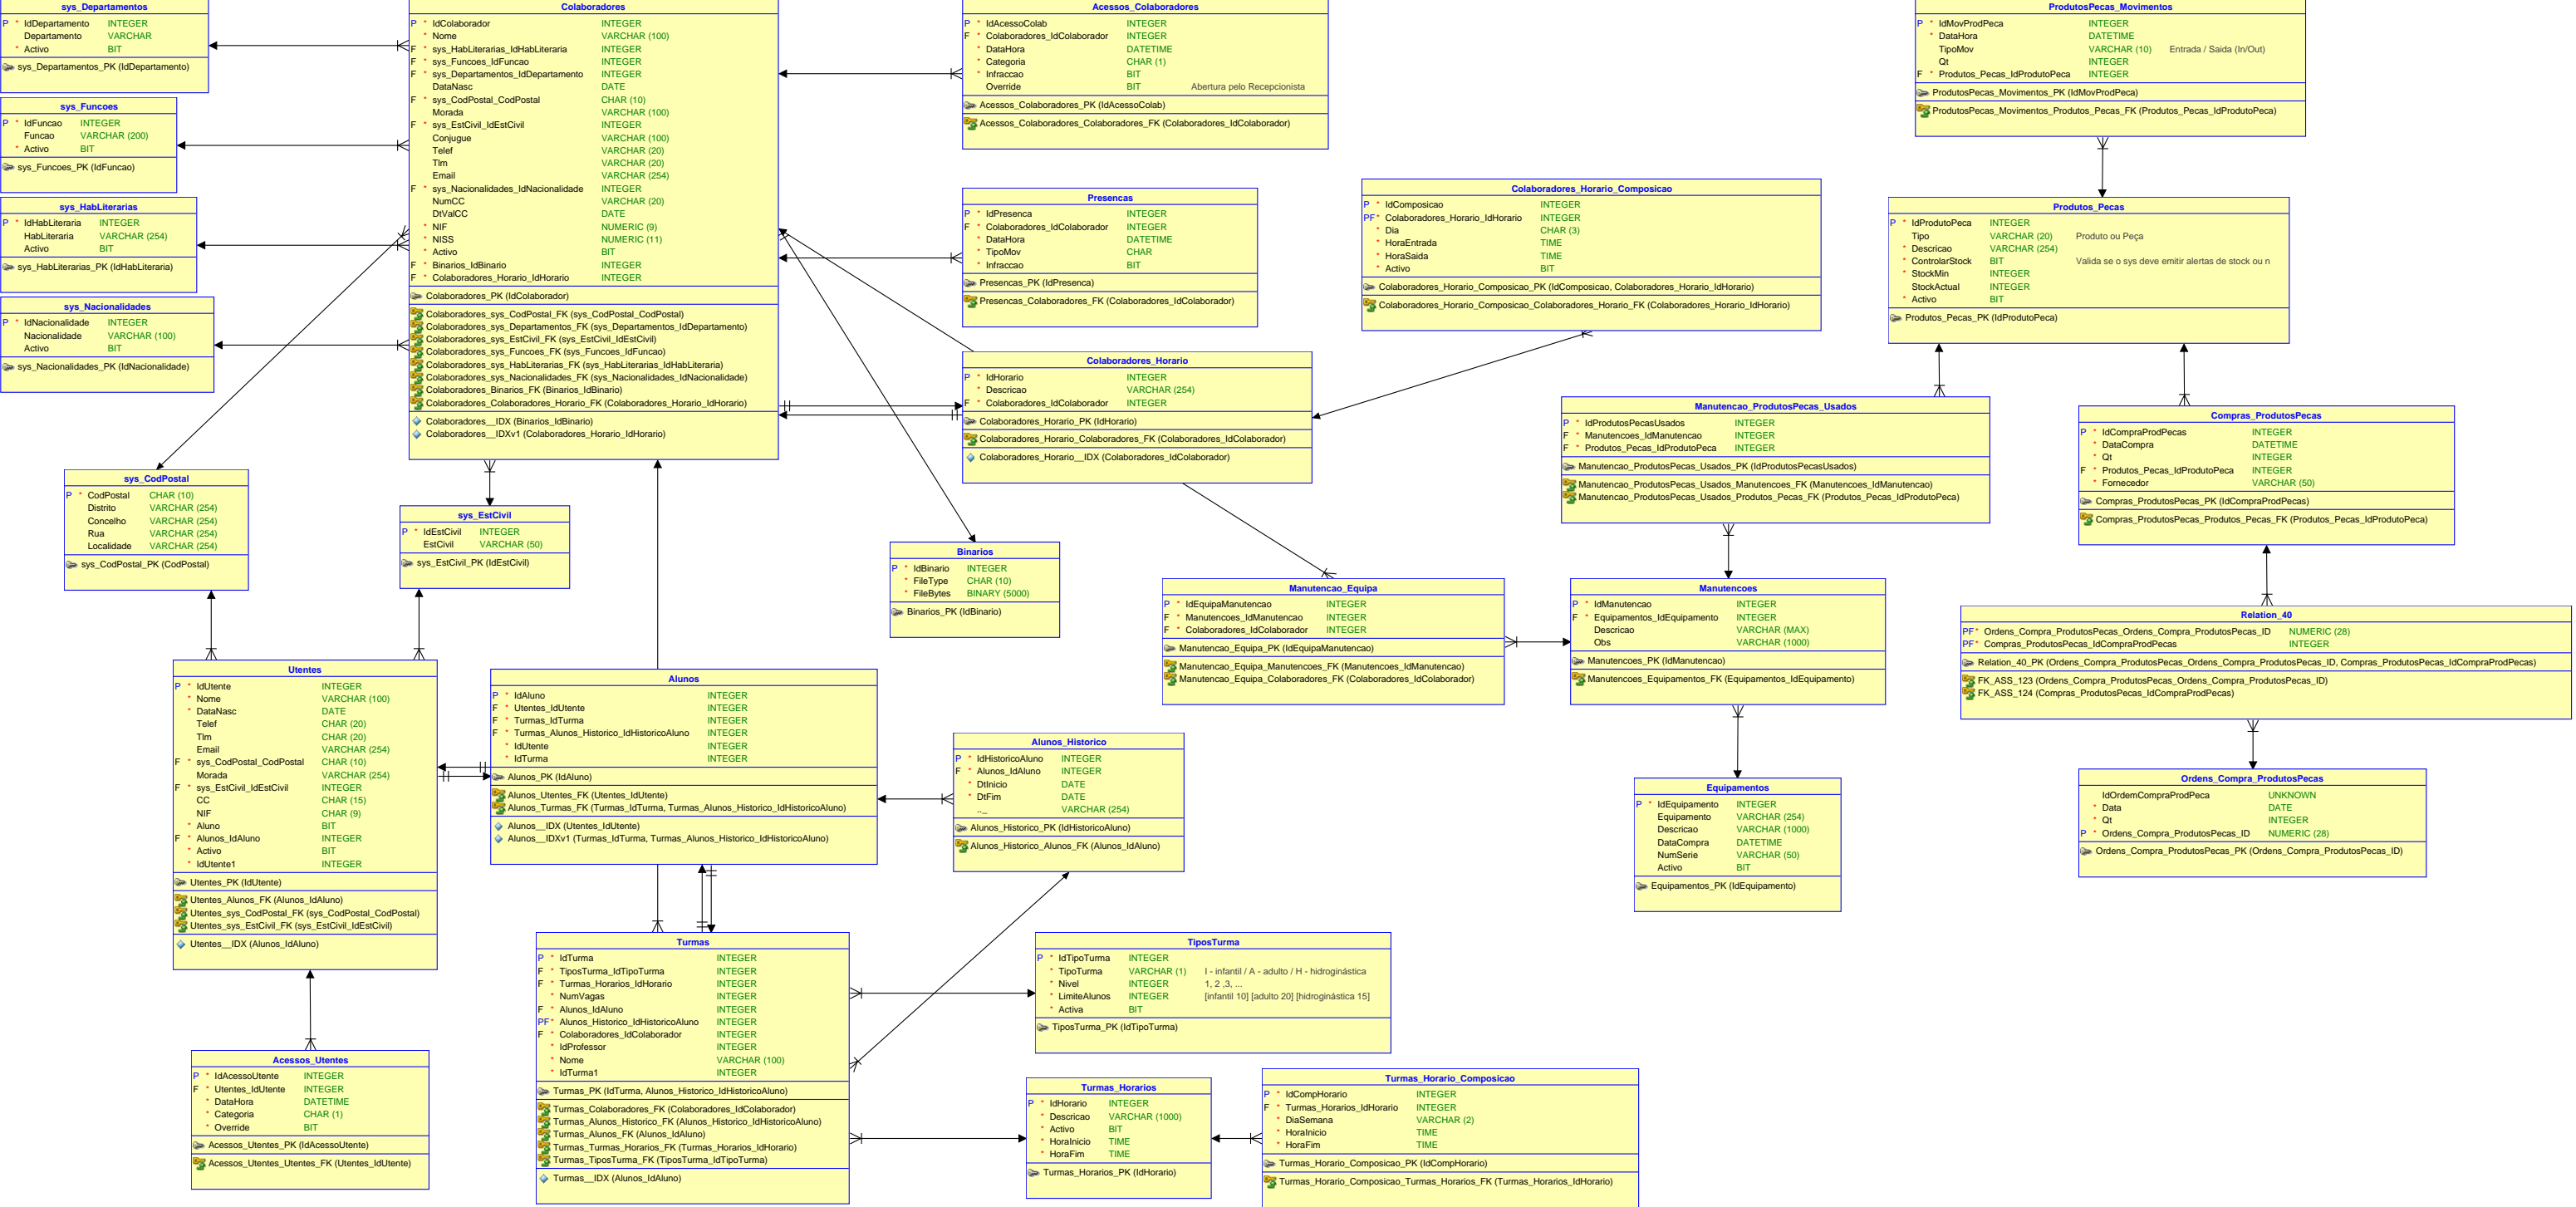 sys_Departamentos
P * IdDepartamento INTEGER
Departamento VARCHAR
* Activo BIT
sys_Departamentos_PK (IdDepartamento)
sys_Funcoes
P * IdFuncao INTEGER
Funcao VARCHAR (200)
* Activo BIT
sys_Funcoes_PK (IdFuncao)
sys_HabLiterarias
P * IdHabLiteraria INTEGER
HabLiteraria VARCHAR (254)
Activo BIT
sys_HabLiterarias_PK (IdHabLiteraria)
sys_Nacionalidades
P * IdNacionalidade INTEGER
Nacionalidade VARCHAR (100)
Activo BIT
sys_Nacionalidades_PK (IdNacionalidade)
Colaboradores
P * IdColaborador INTEGER
* Nome VARCHAR (100)
F * sys_HabLiterarias_IdHabLiteraria INTEGER
F * sys_Funcoes_IdFuncao INTEGER
F * sys_Departamentos_IdDepartamento INTEGER
DataNasc DATE
F * sys_CodPostal_CodPostal CHAR (10)
Morada VARCHAR (100)
F * sys_EstCivil_IdEstCivil INTEGER
Conjugue VARCHAR (100)
Telef VARCHAR (20)
Tlm VARCHAR (20)
Email VARCHAR (254)
F * sys_Nacionalidades_IdNacionalidade INTEGER
NumCC VARCHAR (20)
DtValCC DATE
* NIF NUMERIC (9)
* NISS NUMERIC (11)
* Activo BIT
F * Binarios_IdBinario INTEGER
F * Colaboradores_Horario_IdHorario INTEGER
Colaboradores_PK (IdColaborador)
Colaboradores_sys_CodPostal_FK (sys_CodPostal_CodPostal)
Colaboradores_sys_Departamentos_FK (sys_Departamentos_IdDepartamento)
Colaboradores_sys_EstCivil_FK (sys_EstCivil_IdEstCivil)
Colaboradores_sys_Funcoes_FK (sys_Funcoes_IdFuncao)
Colaboradores_sys_HabLiterarias_FK (sys_HabLiterarias_IdHabLiteraria)
Colaboradores_sys_Nacionalidades_FK (sys_Nacionalidades_IdNacionalidade)
Colaboradores_Binarios_FK (Binarios_IdBinario)
Colaboradores_Colaboradores_Horario_FK (Colaboradores_Horario_IdHorario)
Colaboradores__IDX (Binarios_IdBinario)
Colaboradores__IDXv1 (Colaboradores_Horario_IdHorario)
Acessos_Colaboradores
P * IdAcessoColab INTEGER
F * Colaboradores_IdColaborador INTEGER
* DataHora DATETIME
* Categoria CHAR (1)
* Infraccao BIT
Override BIT Abertura pelo Recepcionista
Acessos_Colaboradores_PK (IdAcessoColab)
Acessos_Colaboradores_Colaboradores_FK (Colaboradores_IdColaborador)
Presencas
P * IdPresenca INTEGER
F * Colaboradores_IdColaborador INTEGER
* DataHora DATETIME
* TipoMov CHAR
* Infraccao BIT
Presencas_PK (IdPresenca)
Presencas_Colaboradores_FK (Colaboradores_IdColaborador)
Colaboradores_Horario_Composicao
P * IdComposicao INTEGER
PF* Colaboradores_Horario_IdHorario INTEGER
* Dia CHAR (3)
* HoraEntrada TIME
* HoraSaida TIME
* Activo BIT
Colaboradores_Horario_Composicao_PK (IdComposicao, Colaboradores_Horario_IdHorario)
Colaboradores_Horario_Composicao_Colaboradores_Horario_FK (Colaboradores_Horario_IdHorario)
Colaboradores_Horario
P * IdHorario INTEGER
* Descricao VARCHAR (254)
F * Colaboradores_IdColaborador INTEGER
Colaboradores_Horario_PK (IdHorario)
Colaboradores_Horario_Colaboradores_FK (Colaboradores_IdColaborador)
Colaboradores_Horario__IDX (Colaboradores_IdColaborador)
ProdutosPecas_Movimentos
P * IdMovProdPeca INTEGER
* DataHora DATETIME
TipoMov VARCHAR (10) Entrada / Saida (In/Out)
Qt INTEGER
F * Produtos_Pecas_IdProdutoPeca INTEGER
ProdutosPecas_Movimentos_PK (IdMovProdPeca)
ProdutosPecas_Movimentos_Produtos_Pecas_FK (Produtos_Pecas_IdProdutoPeca)
Produtos_Pecas
P * IdProdutoPeca INTEGER
Tipo VARCHAR (20) Produto ou Peça
* Descricao VARCHAR (254)
* ControlarStock BIT Valida se o sys deve emitir alertas de stock ou n
* StockMin INTEGER
StockActual INTEGER
* Activo BIT
Produtos_Pecas_PK (IdProdutoPeca)
Manutencao_ProdutosPecas_Usados
P * IdProdutosPecasUsados INTEGER
F * Manutencoes_IdManutencao INTEGER
F * Produtos_Pecas_IdProdutoPeca INTEGER
Manutencao_ProdutosPecas_Usados_PK (IdProdutosPecasUsados)
Manutencao_ProdutosPecas_Usados_Manutencoes_FK (Manutencoes_IdManutencao)
Manutencao_ProdutosPecas_Usados_Produtos_Pecas_FK (Produtos_Pecas_IdProdutoPeca)
Compras_ProdutosPecas
P * IdCompraProdPecas INTEGER
* DataCompra DATETIME
* Qt INTEGER
F * Produtos_Pecas_IdProdutoPeca INTEGER
* Fornecedor VARCHAR (50)
Compras_ProdutosPecas_PK (IdCompraProdPecas)
Compras_ProdutosPecas_Produtos_Pecas_FK (Produtos_Pecas_IdProdutoPeca)
sys_CodPostal
P * CodPostal CHAR (10)
Distrito VARCHAR (254)
Concelho VARCHAR (254)
Rua VARCHAR (254)
Localidade VARCHAR (254)
sys_CodPostal_PK (CodPostal)
sys_EstCivil
P * IdEstCivil INTEGER
EstCivil VARCHAR (50)
sys_EstCivil_PK (IdEstCivil)
Binarios
P * IdBinario INTEGER
* FileType CHAR (10)
* FileBytes BINARY (5000)
Binarios_PK (IdBinario)
Manutencao_Equipa
P * IdEquipaManutencao INTEGER
F * Manutencoes_IdManutencao INTEGER
F * Colaboradores_IdColaborador INTEGER
Manutencao_Equipa_PK (IdEquipaManutencao)
Manutencao_Equipa_Manutencoes_FK (Manutencoes_IdManutencao)
Manutencao_Equipa_Colaboradores_FK (Colaboradores_IdColaborador)
Manutencoes
P * IdManutencao INTEGER
F * Equipamentos_IdEquipamento INTEGER
Descricao VARCHAR (MAX)
Obs VARCHAR (1000)
Manutencoes_PK (IdManutencao)
Manutencoes_Equipamentos_FK (Equipamentos_IdEquipamento)
Relation_40
PF* Ordens_Compra_ProdutosPecas_Ordens_Compra_ProdutosPecas_ID NUMERIC (28)
PF* Compras_ProdutosPecas_IdCompraProdPecas INTEGER
Relation_40_PK (Ordens_Compra_ProdutosPecas_Ordens_Compra_ProdutosPecas_ID, Compras_ProdutosPecas_IdCompraProdPecas)
FK_ASS_123 (Ordens_Compra_ProdutosPecas_Ordens_Compra_ProdutosPecas_ID)
FK_ASS_124 (Compras_ProdutosPecas_IdCompraProdPecas)
Utentes
P * IdUtente INTEGER
* Nome VARCHAR (100)
* DataNasc DATE
Telef CHAR (20)
Tlm CHAR (20)
Email VARCHAR (254)
F * sys_CodPostal_CodPostal CHAR (10)
Morada VARCHAR (254)
F * sys_EstCivil_IdEstCivil INTEGER
CC CHAR (15)
NIF CHAR (9)
* Aluno BIT
F * Alunos_IdAluno INTEGER
* Activo BIT
* IdUtente1 INTEGER
Utentes_PK (IdUtente)
Utentes_Alunos_FK (Alunos_IdAluno)
Utentes_sys_CodPostal_FK (sys_CodPostal_CodPostal)
Utentes_sys_EstCivil_FK (sys_EstCivil_IdEstCivil)
Utentes__IDX (Alunos_IdAluno)
Alunos
P * IdAluno INTEGER
F * Utentes_IdUtente INTEGER
F * Turmas_IdTurma INTEGER
F * Turmas_Alunos_Historico_IdHistoricoAluno INTEGER
* IdUtente INTEGER
* IdTurma INTEGER
Alunos_PK (IdAluno)
Alunos_Utentes_FK (Utentes_IdUtente)
Alunos_Turmas_FK (Turmas_IdTurma, Turmas_Alunos_Historico_IdHistoricoAluno)
Alunos__IDX (Utentes_IdUtente)
Alunos__IDXv1 (Turmas_IdTurma, Turmas_Alunos_Historico_IdHistoricoAluno)
Alunos_Historico
P * IdHistoricoAluno INTEGER
F * Alunos_IdAluno INTEGER
* DtInicio DATE
* DtFim DATE
.._ VARCHAR (254)
Alunos_Historico_PK (IdHistoricoAluno)
Alunos_Historico_Alunos_FK (Alunos_IdAluno)
Equipamentos
P * IdEquipamento INTEGER
Equipamento VARCHAR (254)
Descricao VARCHAR (1000)
DataCompra DATETIME
NumSerie VARCHAR (50)
Activo BIT
Equipamentos_PK (IdEquipamento)
Ordens_Compra_ProdutosPecas
IdOrdemCompraProdPeca UNKNOWN
* Data DATE
* Qt INTEGER
P * Ordens_Compra_ProdutosPecas_ID NUMERIC (28)
Ordens_Compra_ProdutosPecas_PK (Ordens_Compra_ProdutosPecas_ID)
Turmas
P * IdTurma INTEGER
F * TiposTurma_IdTipoTurma INTEGER
F * Turmas_Horarios_IdHorario INTEGER
* NumVagas INTEGER
F * Alunos_IdAluno INTEGER
PF* Alunos_Historico_IdHistoricoAluno INTEGER
F * Colaboradores_IdColaborador INTEGER
* IdProfessor INTEGER
* Nome VARCHAR (100)
* IdTurma1 INTEGER
Turmas_PK (IdTurma, Alunos_Historico_IdHistoricoAluno)
Turmas_Colaboradores_FK (Colaboradores_IdColaborador)
Turmas_Alunos_Historico_FK (Alunos_Historico_IdHistoricoAluno)
Turmas_Alunos_FK (Alunos_IdAluno)
Turmas_Turmas_Horarios_FK (Turmas_Horarios_IdHorario)
Turmas_TiposTurma_FK (TiposTurma_IdTipoTurma)
Turmas__IDX (Alunos_IdAluno)
TiposTurma
P * IdTipoTurma INTEGER
* TipoTurma VARCHAR (1) I - infantil / A - adulto / H - hidroginástica
* Nivel INTEGER 1, 2 ,3, ...
* LimiteAlunos INTEGER [infantil 10] [adulto 20] [hidroginástica 15]
* Activa BIT
TiposTurma_PK (IdTipoTurma)
Acessos_Utentes
P * IdAcessoUtente INTEGER
F * Utentes_IdUtente INTEGER
* DataHora DATETIME
* Categoria CHAR (1)
* Override BIT
Acessos_Utentes_PK (IdAcessoUtente)
Acessos_Utentes_Utentes_FK (Utentes_IdUtente)
Turmas_Horarios
P * IdHorario INTEGER
* Descricao VARCHAR (1000)
* Activo BIT
* HoraInicio TIME
* HoraFim TIME
Turmas_Horarios_PK (IdHorario)
Turmas_Horario_Composicao
P * IdCompHorario INTEGER
F * Turmas_Horarios_IdHorario INTEGER
* DiaSemana VARCHAR (2)
* HoraInicio TIME
* HoraFim TIME
Turmas_Horario_Composicao_PK (IdCompHorario)
Turmas_Horario_Composicao_Turmas_Horarios_FK (Turmas_Horarios_IdHorario)